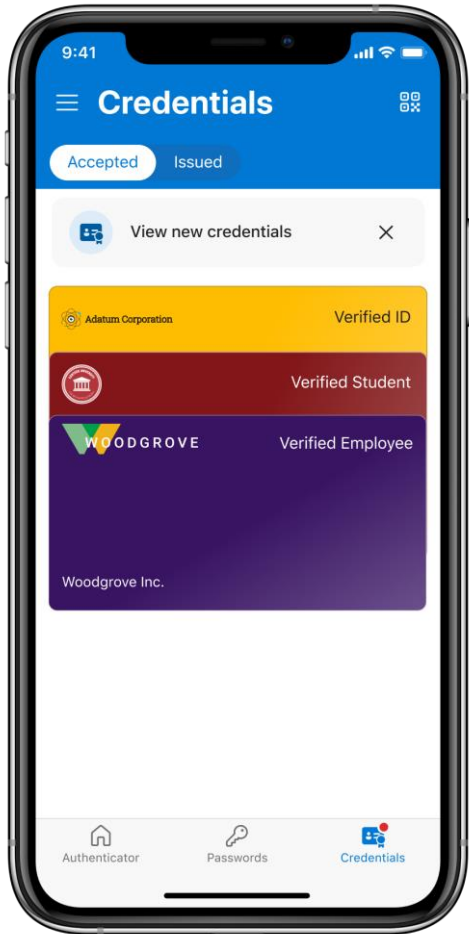 9:41
Credentials
Accepted Issued
View new credentials
Adatum Corporation Verified ID
Verified Student
WOODGROVE Verified Employee
Woodgrove Inc.
Authenticator Passwords Credentials